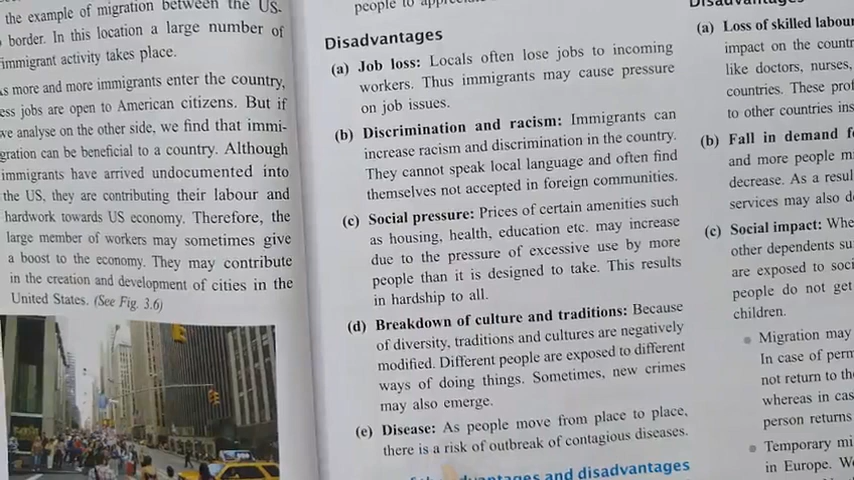 the example of migration between the US-
border. In this location a large number of
immigrant activity takes place.
As more and more immigrants enter the country,
ess jobs are open to American citizens. But if
we analyse on the other side, we find that immi-
gration can be beneficial to a country. Although
immigrants have arrived undocumented into
the US, they are contributing their labour and
hardwork towards US economy. Therefore, the
large member of workers may sometimes give
a boost to the economy. They may contribute
in the creation and development of cities in the
United States. (See Fig. 3.6)
people to
Disadvantages
(a) Job loss: Locals often lose jobs to incoming
workers. Thus immigrants may cause pressure
on job issues.
(b) Discrimination and racism: Immigrants can
increase racism and discrimination in the country.
They cannot speak local language and often find
themselves not accepted in foreign communities.
(c) Social pressure: Prices of certain amenities such
as housing, health, education etc. may increase
due to the pressure of excessive use by more
people than it is designed to take. This results
in hardship to all.
(d) Breakdown of culture and traditions: Because
of diversity, traditions and cultures are negatively
modified. Different people are exposed to different
ways of doing things. Sometimes, new crimes
may also emerge.
(e) Disease: As people move from place to place,
there is a risk of outbreak of contagious diseases.
advantages and disadvantages
Disadvantages
(a) Loss of skilled labour
impact on the countr
like doctors, nurses,
countries. These prof
to other countries ins
(b) Fall in demand fo
and more people m
decrease. As a resul
services may also d
(c) Social impact: Whe
other dependents su
are exposed to soci
people do not get
children.
Migration may
In case of perm
not return to the
whereas in cas
person returns
Temporary mi
in Europe. We